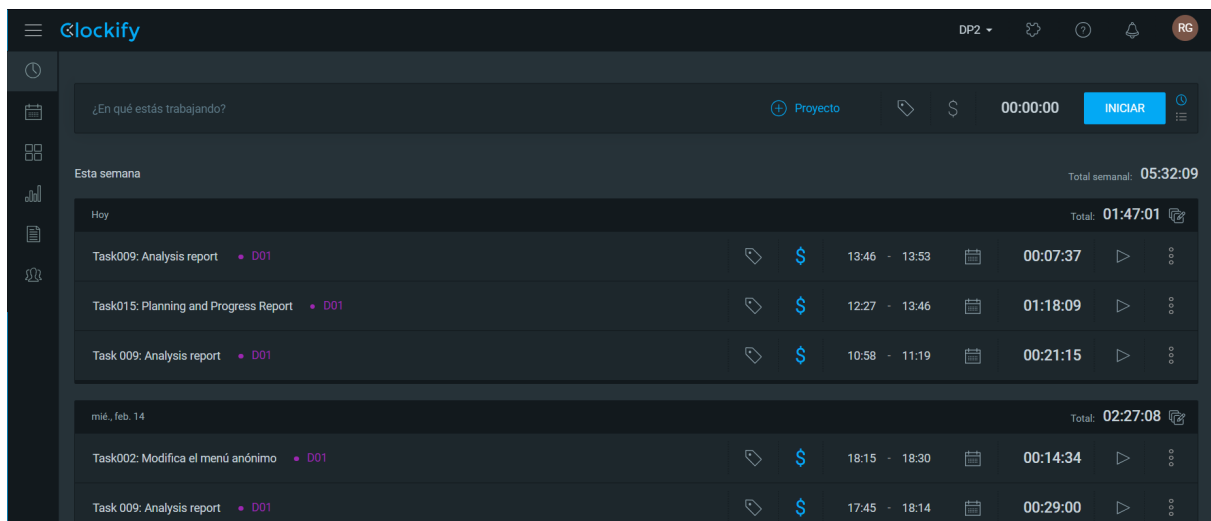 Clockify DP2 RG
¿En qué estás trabajando? Proyecto $ 00:00:00 INICIAR
Esta semana Total semanal: 05:32:09
Hoy Total: 01:47:01
Task009: Analysis report • D01 $ 13:46 - 13:53 00:07:37
Task015: Planning and Progress Report • D01 $ 12:27 - 13:46 01:18:09
Task 009: Analysis report • D01 $ 10:58 - 11:19 00:21:15
mié., feb. 14 Total: 02:27:08
Task002: Modifica el menú anónimo • D01 $ 18:15 - 18:30 00:14:34
Task 009: Analysis report • D01 $ 17:45 - 18:14 00:29:00